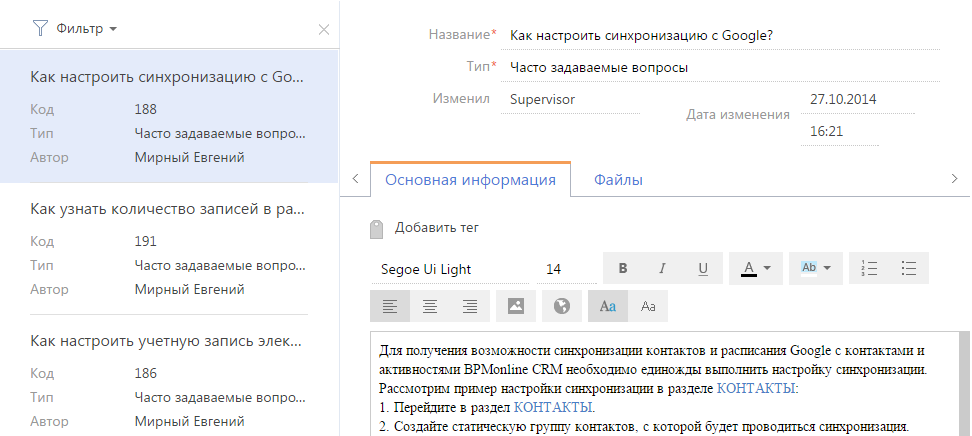 Фильтр
Как настроить синхронизацию с Go...
Код 188
Тип Часто задаваемые вопро...
Автор Мирный Евгений
Как узнать количество записей в ра...
Код 191
Тип Часто задаваемые вопро...
Автор Мирный Евгений
Как настроить учетную запись элек...
Код 186
Тип Часто задаваемые вопро...
Автор Мирный Евгений
Название* Как настроить синхронизацию с Google?
Тип* Часто задаваемые вопросы
Изменил Supervisor
Дата изменения 27.10.2014
16:21
Основная информация Файлы
Добавить тег
Segoe Ui Light 14 B I U A Ab
Aa Aa
Для получения возможности синхронизации контактов и расписания Google с контактами и
активностями BPMonline CRM необходимо единожды выполнить настройку синхронизации.
Рассмотрим пример настройки синхронизации в разделе КОНТАКТЫ:
1. Перейдите в раздел КОНТАКТЫ.
2. Создайте статическую группу контактов, с которой будет проводиться синхронизация.